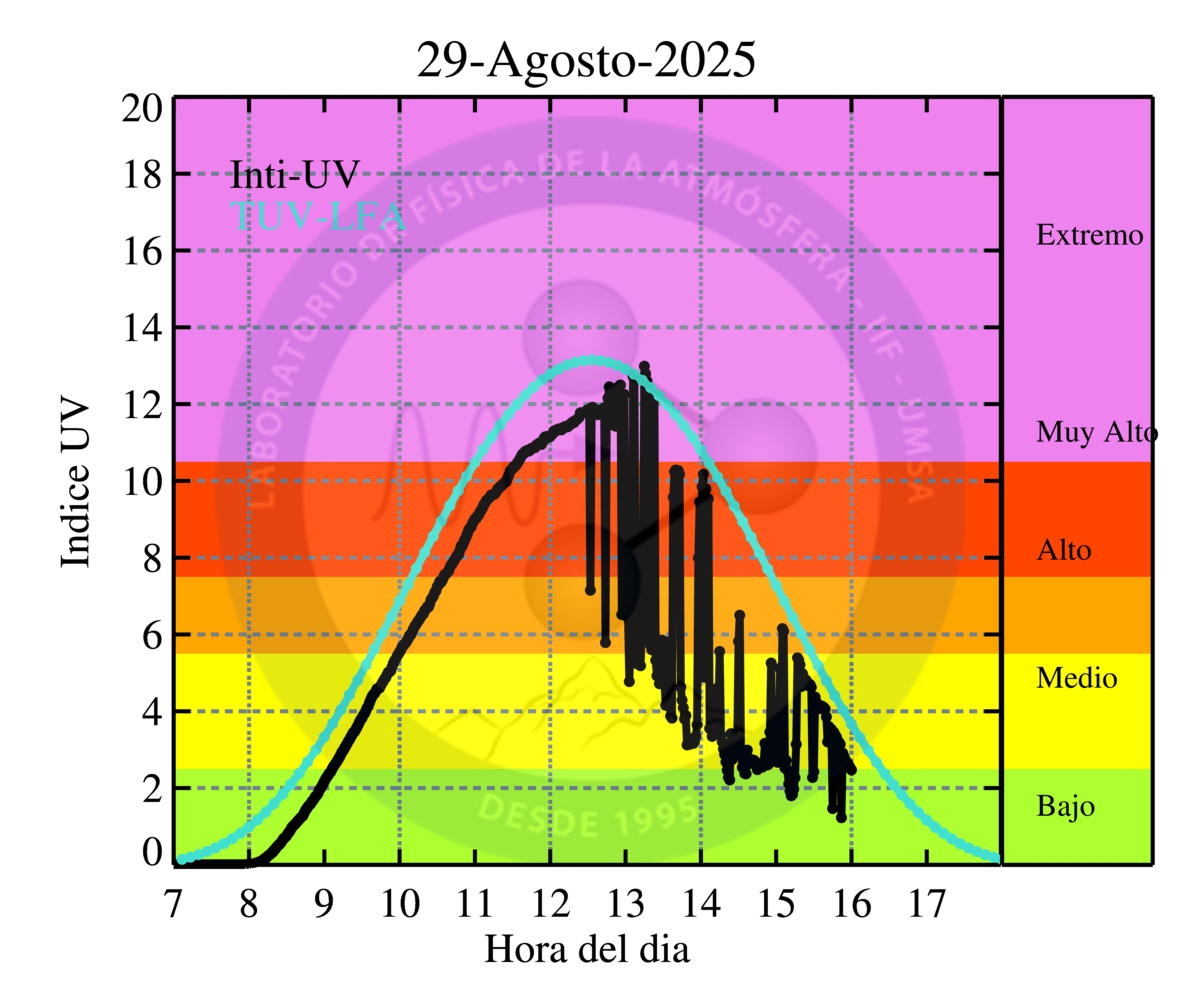 29-Agosto-2025
20
18
16
14
12
10
8
6
4
2
0
Indice UV
Inti-UV
TUV-LFA
LABORATORIO DE FÍSICA DE LA ATMÓSFERA - IIF - UMSA
DESDE 1995
Extremo
Muy Alto
Alto
Medio
Bajo
7 8 9 10 11 12 13 14 15 16 17
Hora del dia